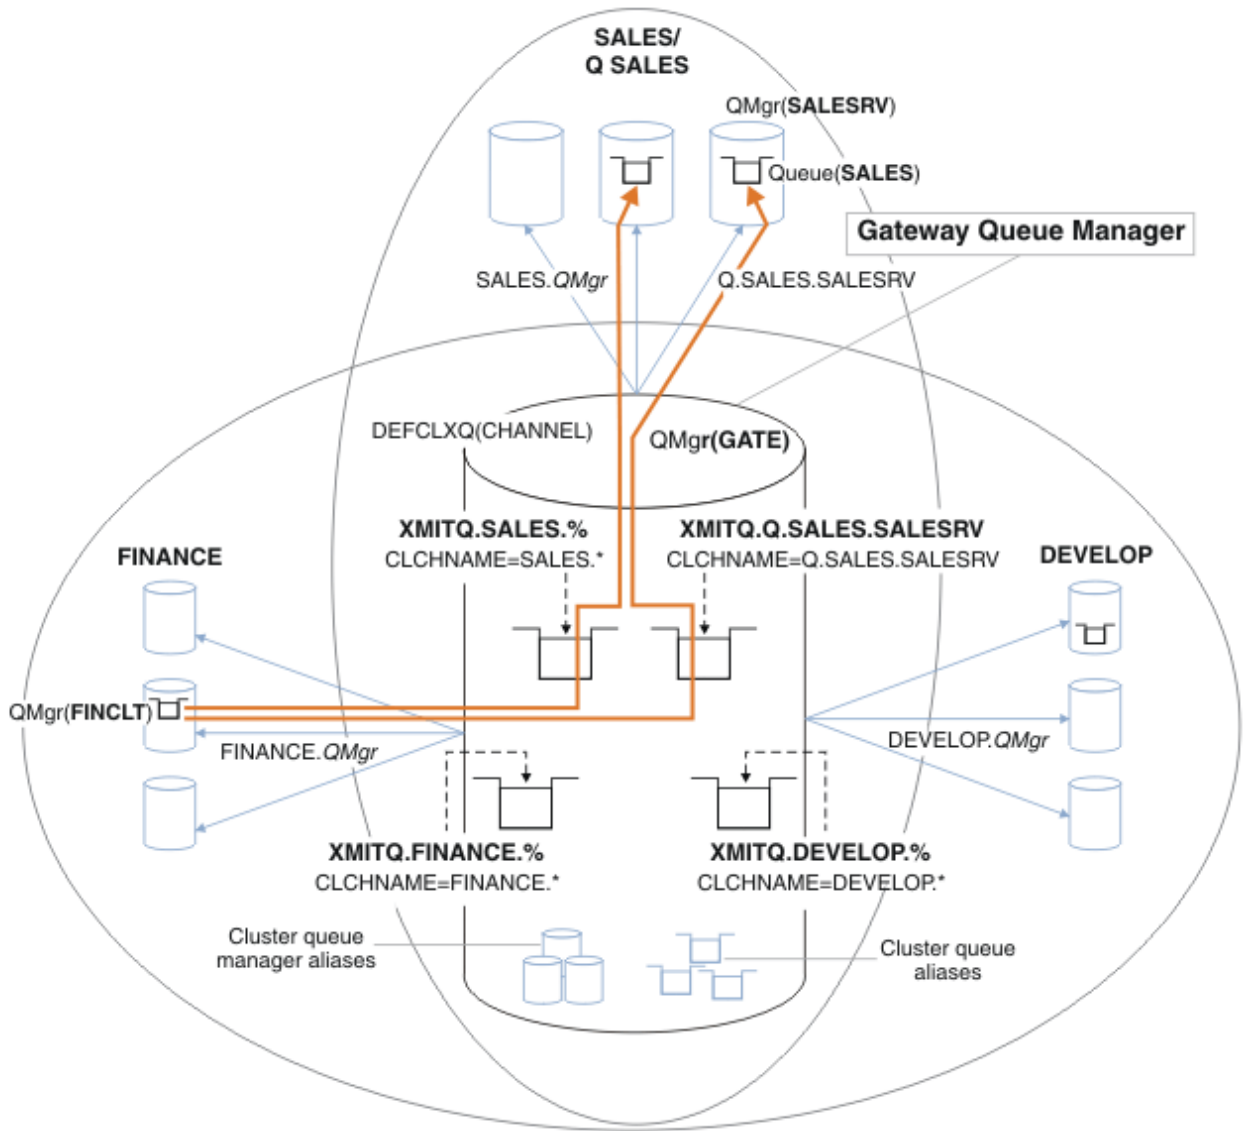 SALES/
Q SALES
QMgr(SALESRV)
Queue(SALES)
Gateway Queue Manager
SALES.QMgr
Q.SALES.SALESRV
DEFCLXQ(CHANNEL)
QMgr(GATE)
XMITQ.SALES.%
CLCHNAME=SALES.*
XMITQ.Q.SALES.SALESRV
CLCHNAME=Q.SALES.SALESRV
FINANCE
DEVELOP
QMgr(FINCLT)
FINANCE.QMgr
DEVELOP.QMgr
XMITQ.FINANCE.%
CLCHNAME=FINANCE.*
XMITQ.DEVELOP.%
CLCHNAME=DEVELOP.*
Cluster queue
manager aliases
Cluster queue
aliases